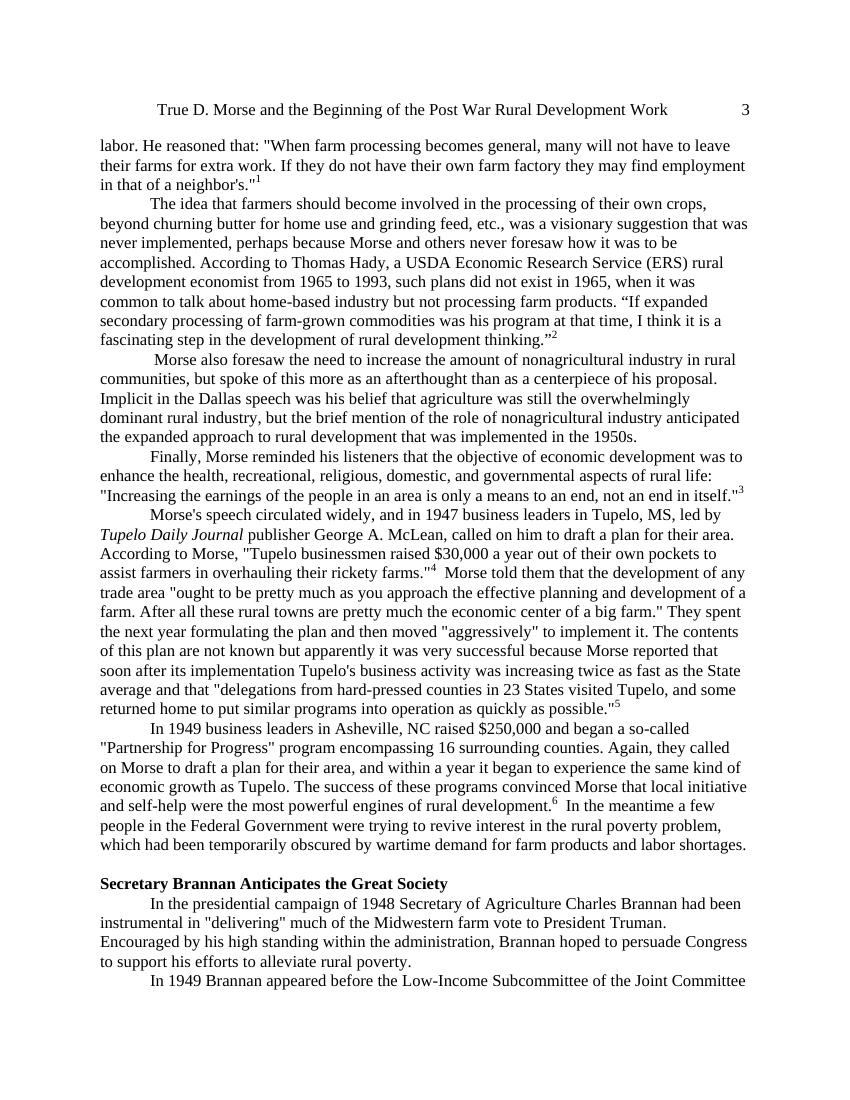 True D. Morse and the Beginning of the Post War Rural Development Work 3
labor. He reasoned that: "When farm processing becomes general, many will not have to leave
their farms for extra work. If they do not have their own farm factory they may find employment
in that of a neighbor's."1
The idea that farmers should become involved in the processing of their own crops,
beyond churning butter for home use and grinding feed, etc., was a visionary suggestion that was
never implemented, perhaps because Morse and others never foresaw how it was to be
accomplished. According to Thomas Hady, a USDA Economic Research Service (ERS) rural
development economist from 1965 to 1993, such plans did not exist in 1965, when it was
common to talk about home-based industry but not processing farm products. “If expanded
secondary processing of farm-grown commodities was his program at that time, I think it is a
fascinating step in the development of rural development thinking.”2
Morse also foresaw the need to increase the amount of nonagricultural industry in rural
communities, but spoke of this more as an afterthought than as a centerpiece of his proposal.
Implicit in the Dallas speech was his belief that agriculture was still the overwhelmingly
dominant rural industry, but the brief mention of the role of nonagricultural industry anticipated
the expanded approach to rural development that was implemented in the 1950s.
Finally, Morse reminded his listeners that the objective of economic development was to
enhance the health, recreational, religious, domestic, and governmental aspects of rural life:
"Increasing the earnings of the people in an area is only a means to an end, not an end in itself."3
Morse's speech circulated widely, and in 1947 business leaders in Tupelo, MS, led by
Tupelo Daily Journal publisher George A. McLean, called on him to draft a plan for their area.
According to Morse, "Tupelo businessmen raised $30,000 a year out of their own pockets to
assist farmers in overhauling their rickety farms."4 Morse told them that the development of any
trade area "ought to be pretty much as you approach the effective planning and development of a
farm. After all these rural towns are pretty much the economic center of a big farm." They spent
the next year formulating the plan and then moved "aggressively" to implement it. The contents
of this plan are not known but apparently it was very successful because Morse reported that
soon after its implementation Tupelo's business activity was increasing twice as fast as the State
average and that "delegations from hard-pressed counties in 23 States visited Tupelo, and some
returned home to put similar programs into operation as quickly as possible."5
In 1949 business leaders in Asheville, NC raised $250,000 and began a so-called
"Partnership for Progress" program encompassing 16 surrounding counties. Again, they called
on Morse to draft a plan for their area, and within a year it began to experience the same kind of
economic growth as Tupelo. The success of these programs convinced Morse that local initiative
and self-help were the most powerful engines of rural development.6 In the meantime a few
people in the Federal Government were trying to revive interest in the rural poverty problem,
which had been temporarily obscured by wartime demand for farm products and labor shortages.
Secretary Brannan Anticipates the Great Society
In the presidential campaign of 1948 Secretary of Agriculture Charles Brannan had been
instrumental in "delivering" much of the Midwestern farm vote to President Truman.
Encouraged by his high standing within the administration, Brannan hoped to persuade Congress
to support his efforts to alleviate rural poverty.
In 1949 Brannan appeared before the Low-Income Subcommittee of the Joint Committee